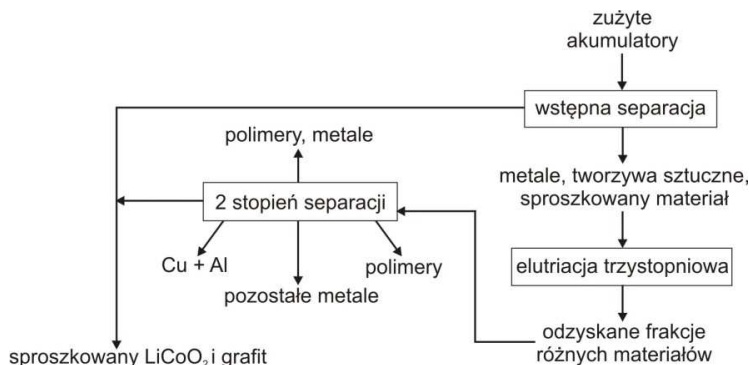 zużyte
akumulatory
wstępna separacja
polimery, metale
metale, tworzywa sztuczne,
sproszkowany materiał
2 stopień separacji
Cu + Al
polimery
elutriacja trzystopniowa
pozostałe metale
odzyskane frakcje
różnych materiałów
sproszkowany LiCoO₂ i grafit